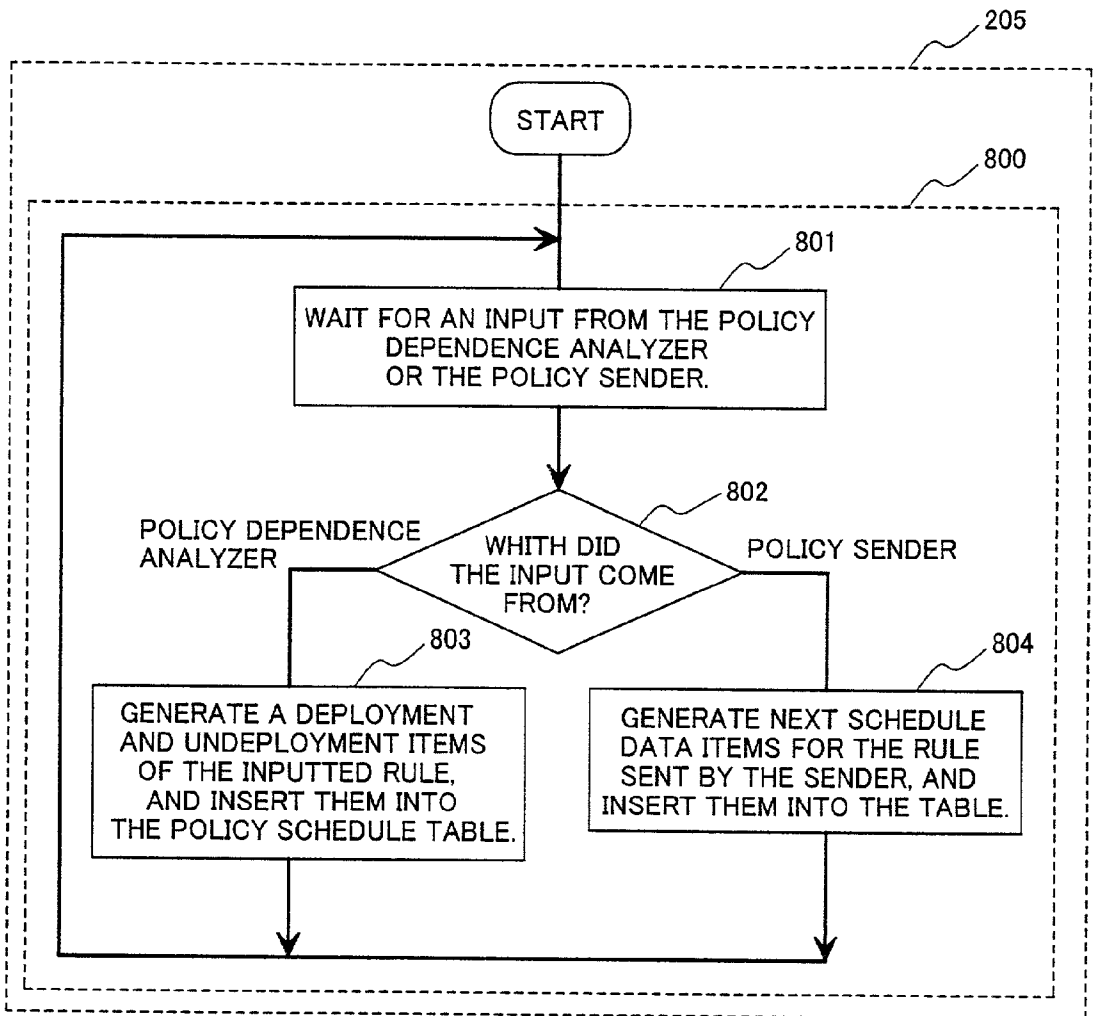 205
START
800
801
WAIT FOR AN INPUT FROM THE POLICY
DEPENDENCE ANALYZER
OR THE POLICY SENDER.
802
POLICY DEPENDENCE
ANALYZER
WHITH DID
THE INPUT COME
FROM?
POLICY SENDER
803
GENERATE A DEPLOYMENT
AND UNDEPLOYMENT ITEMS
OF THE INPUTTED RULE,
AND INSERT THEM INTO
THE POLICY SCHEDULE TABLE.
804
GENERATE NEXT SCHEDULE
DATA ITEMS FOR THE RULE
SENT BY THE SENDER, AND
INSERT THEM INTO THE TABLE.